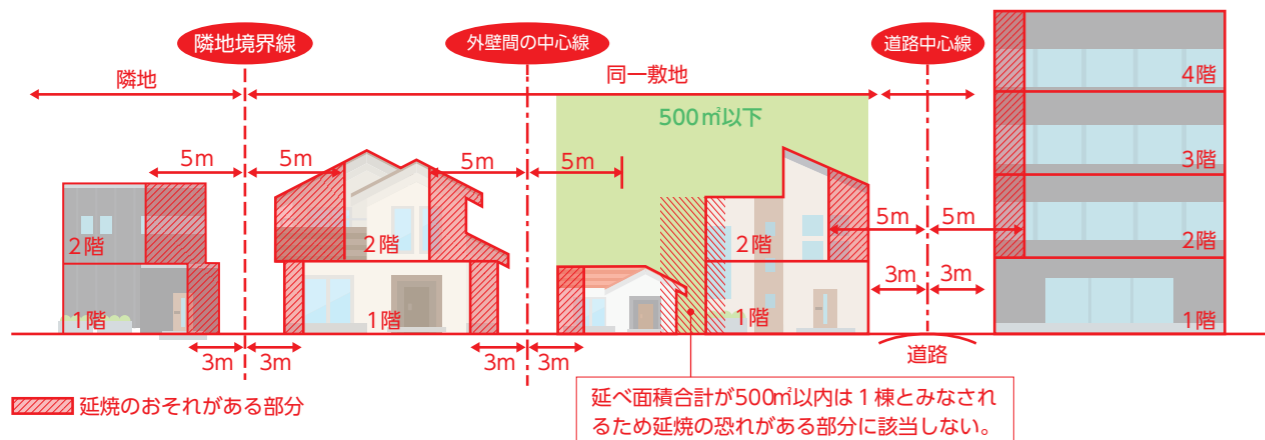 隣地境界線
外壁間の中心線
道路中心線
隣地
同一敷地
500㎡以下
5m
5m
5m
5m
5m
5m
4階
3階
2階
1階
2階
1階
2階
1階
2階
1階
3m
3m
3m
3m
3m
3m
道路
延焼のおそれがある部分
延べ面積合計が500㎡以内は1棟とみなされ
るため延焼の恐れがある部分に該当しない。